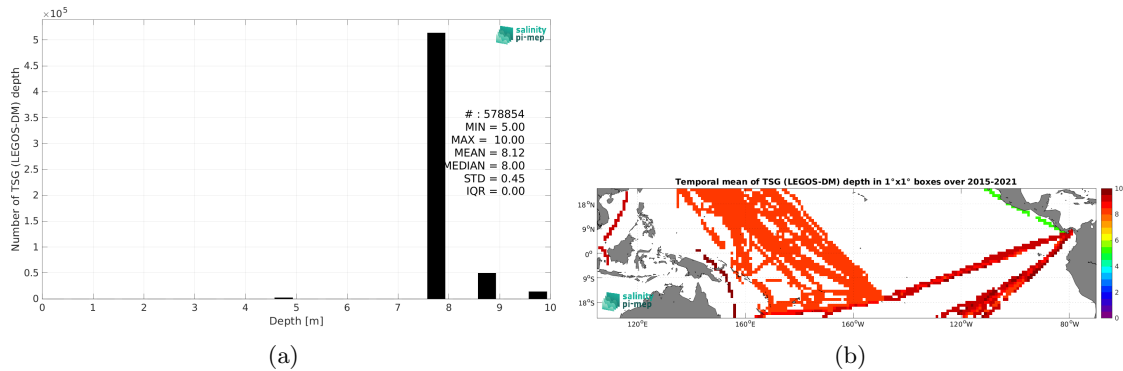 ×10⁵
5
4.5
4
3.5
3
2.5
2
1.5
1
0.5
0
Number of TSG (LEGOS-DM) depth
0 1 2 3 4 5 6 7 8 9 10
Depth [m]
salinity
pi-mep
# : 578854
MIN = 5.00
MAX = 10.00
MEAN = 8.12
MEDIAN = 8.00
STD = 0.45
IQR = 0.00
(a)
Temporal mean of TSG (LEGOS-DM) depth in 1°x1° boxes over 2015-2021
18°N
9°N
0°
9°S
18°S
120°E 160°E 160°W 120°W 80°W
salinity
pi-mep
10
8
6
4
2
0
(b)